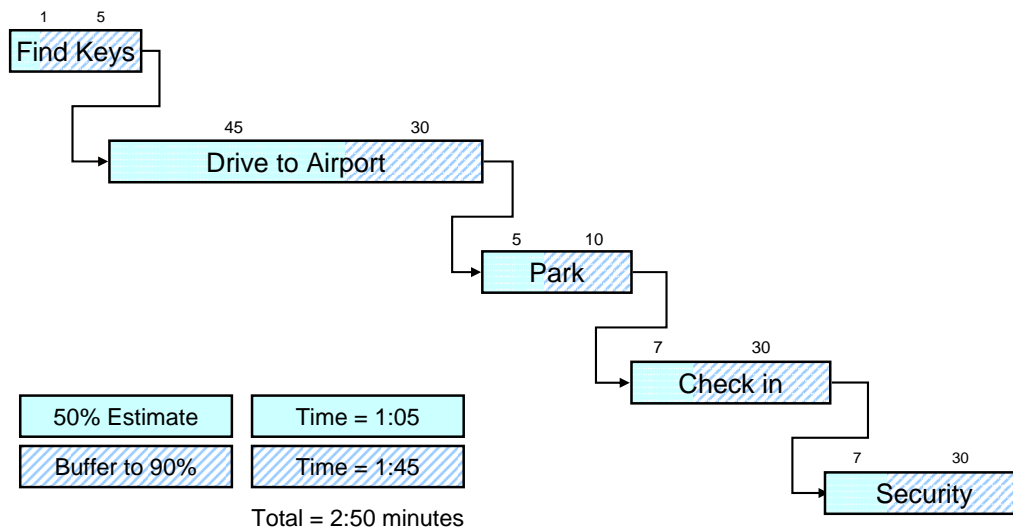 1 5
Find Keys
45 30
Drive to Airport
5 10
Park
7 30
Check in
50% Estimate Time = 1:05
7 30
Buffer to 90% Time = 1:45
Security
Total = 2:50 minutes